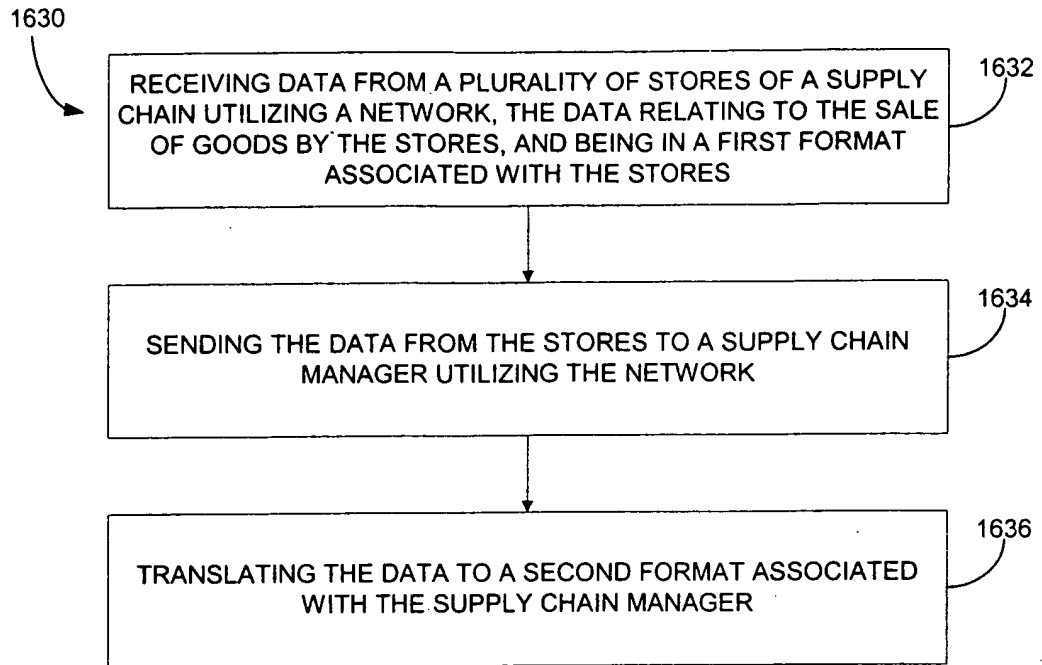 1630
RECEIVING DATA FROM A PLURALITY OF STORES OF A SUPPLY
CHAIN UTILIZING A NETWORK, THE DATA RELATING TO THE SALE
OF GOODS BY THE STORES, AND BEING IN A FIRST FORMAT
ASSOCIATED WITH THE STORES
1632
SENDING THE DATA FROM THE STORES TO A SUPPLY CHAIN
MANAGER UTILIZING THE NETWORK
1634
TRANSLATING THE DATA TO A SECOND FORMAT ASSOCIATED
WITH THE SUPPLY CHAIN MANAGER
1636